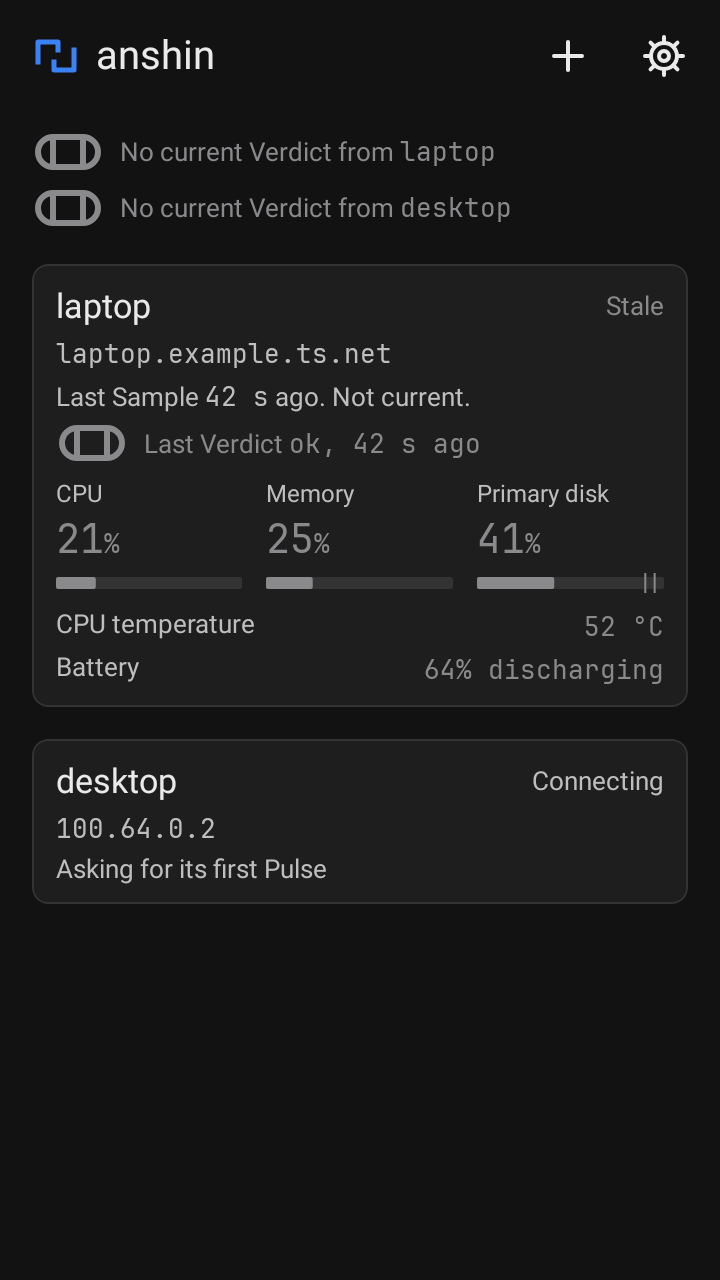 anshin
No current Verdict from laptop
No current Verdict from desktop
laptop Stale
laptop.example.ts.net
Last Sample 42 s ago. Not current.
Last Verdict ok, 42 s ago
CPU Memory Primary disk
21% 25% 41%
CPU temperature 52 °C
Battery 64% discharging
desktop Connecting
100.64.0.2
Asking for its first Pulse